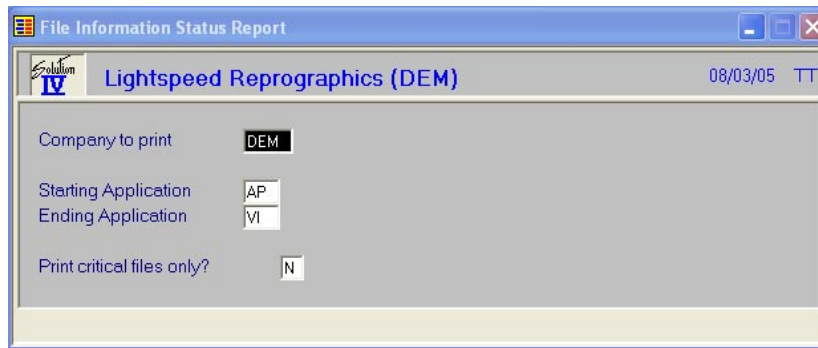 File Information Status Report
Solution IV
Lightspeed Reprographics (DEM) 08/03/05 TT
Company to print DEM
Starting Application AP
Ending Application VI
Print critical files only? N